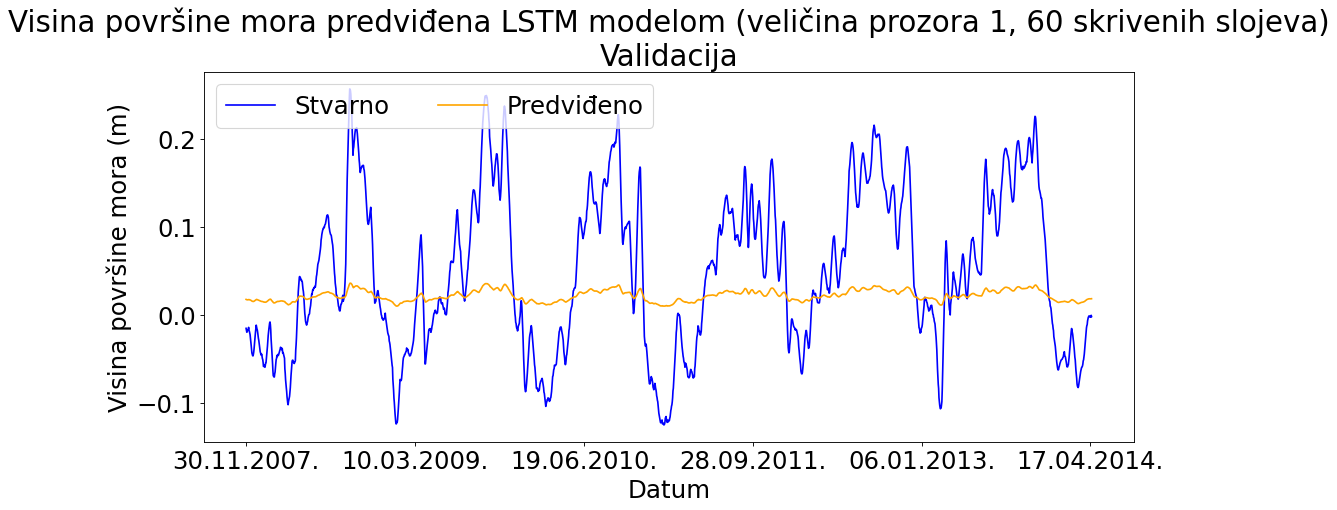 Visina površine mora predviđena LSTM modelom (veličina prozora 1, 60 skrivenih slojeva)
Validacija
Stvarno Predviđeno
Visina površine mora (m)
0.2
0.1
0.0
−0.1
30.11.2007. 10.03.2009. 19.06.2010. 28.09.2011. 06.01.2013. 17.04.2014.
Datum